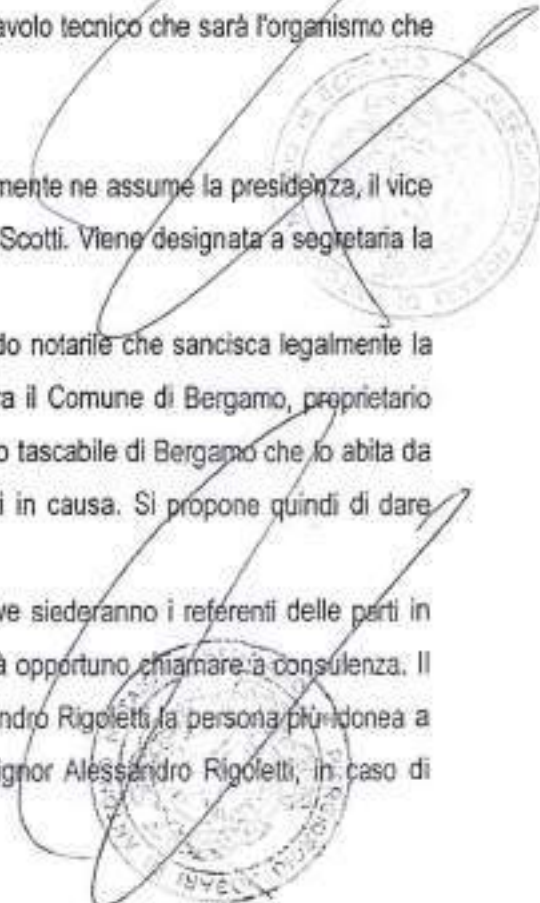 avolo tecnico che sarà l'organismo che
mente ne assume la presidenza, il vice
Scotti. Viene designata a segretaria la
do notarile che sancisca legalmente la
ra il Comune di Bergamo, proprietario
o tascabile di Bergamo che lo abita da
i in causa. Si propone quindi di dare
ve siederanno i referenti delle parti in
à opportuno chiamare a consulenza. Il
andro Rigoletti la persona più idonea a
ignor Alessandro Rigoletti, in caso di